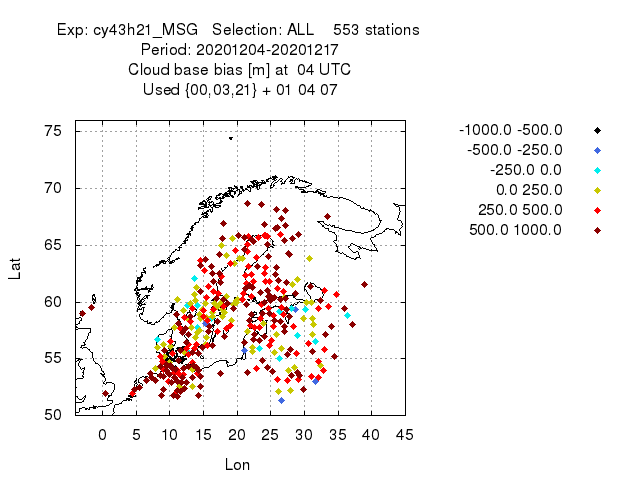 Exp: cy43h21_MSG   Selection: ALL    553 stations
Period: 20201204-20201217
Cloud base bias [m] at  04 UTC
Used {00,03,21} + 01 04 07
-1000.0 -500.0
-500.0 -250.0
-250.0 0.0
0.0 250.0
250.0 500.0
500.0 1000.0
Lat
75
70
65
60
55
50
0 5 10 15 20 25 30 35 40 45
Lon